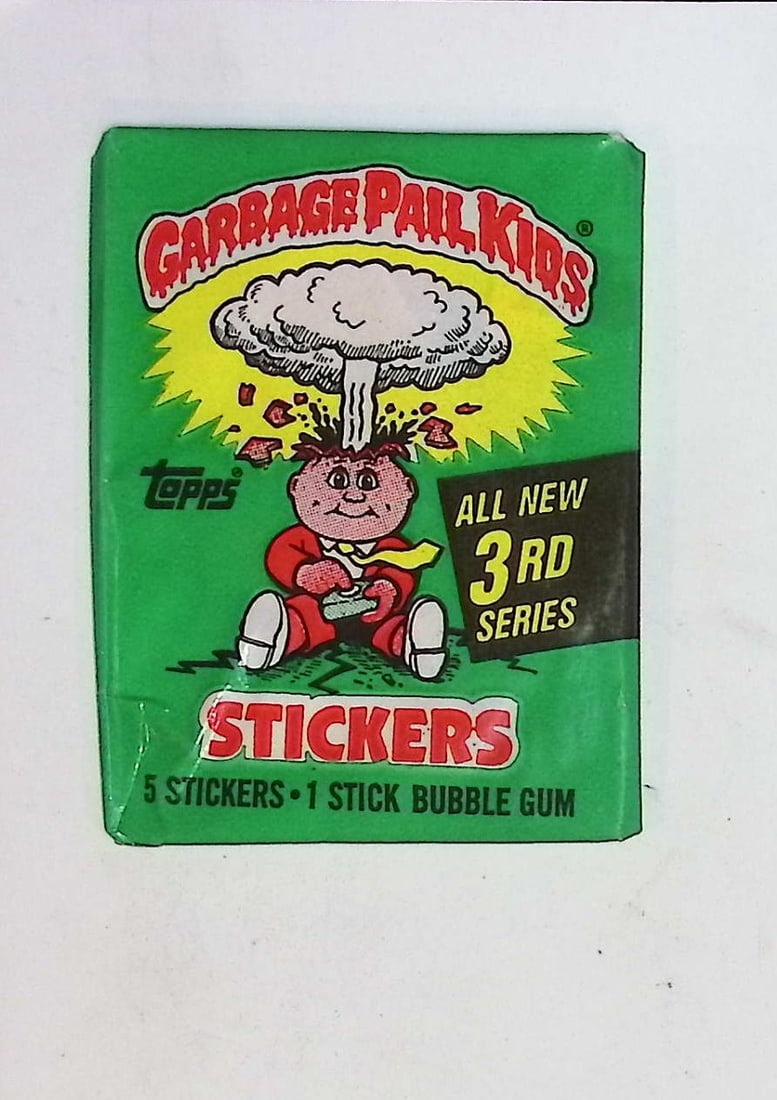 GARBAGE PAIL KIDS®
topps®
ALL NEW
3RD
SERIES
STICKERS
5 STICKERS • 1 STICK BUBBLE GUM